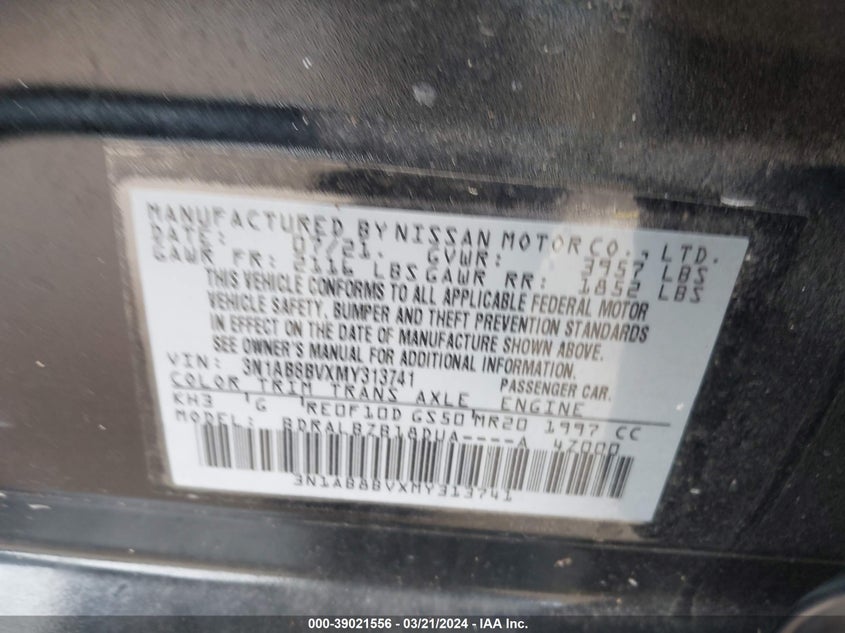 MANUFACTURED BY NISSAN MOTOR CO., LTD.
DATE: 07/21. GVWR: 3957 LBS
GAWR FR: 2116 LBS GAWR RR: 1852 LBS
THIS VEHICLE CONFORMS TO ALL APPLICABLE FEDERAL MOTOR
VEHICLE SAFETY, BUMPER AND THEFT PREVENTION STANDARDS
IN EFFECT ON THE DATE OF MANUFACTURE SHOWN ABOVE.
SEE OWNER'S MANUAL FOR ADDITIONAL INFORMATION.
VIN: 3N1AB8BVXMY313741 PASSENGER CAR.
COLOR TRIM TRANS AXLE ENGINE
KH3 G RE0F10D GS50 MR20 1997 CC
MODEL: BDRALBZB18DUA----A 4Z000
3N1AB8BVXMY313741
000-39021556 / 03/21/2024 - IAA Inc.